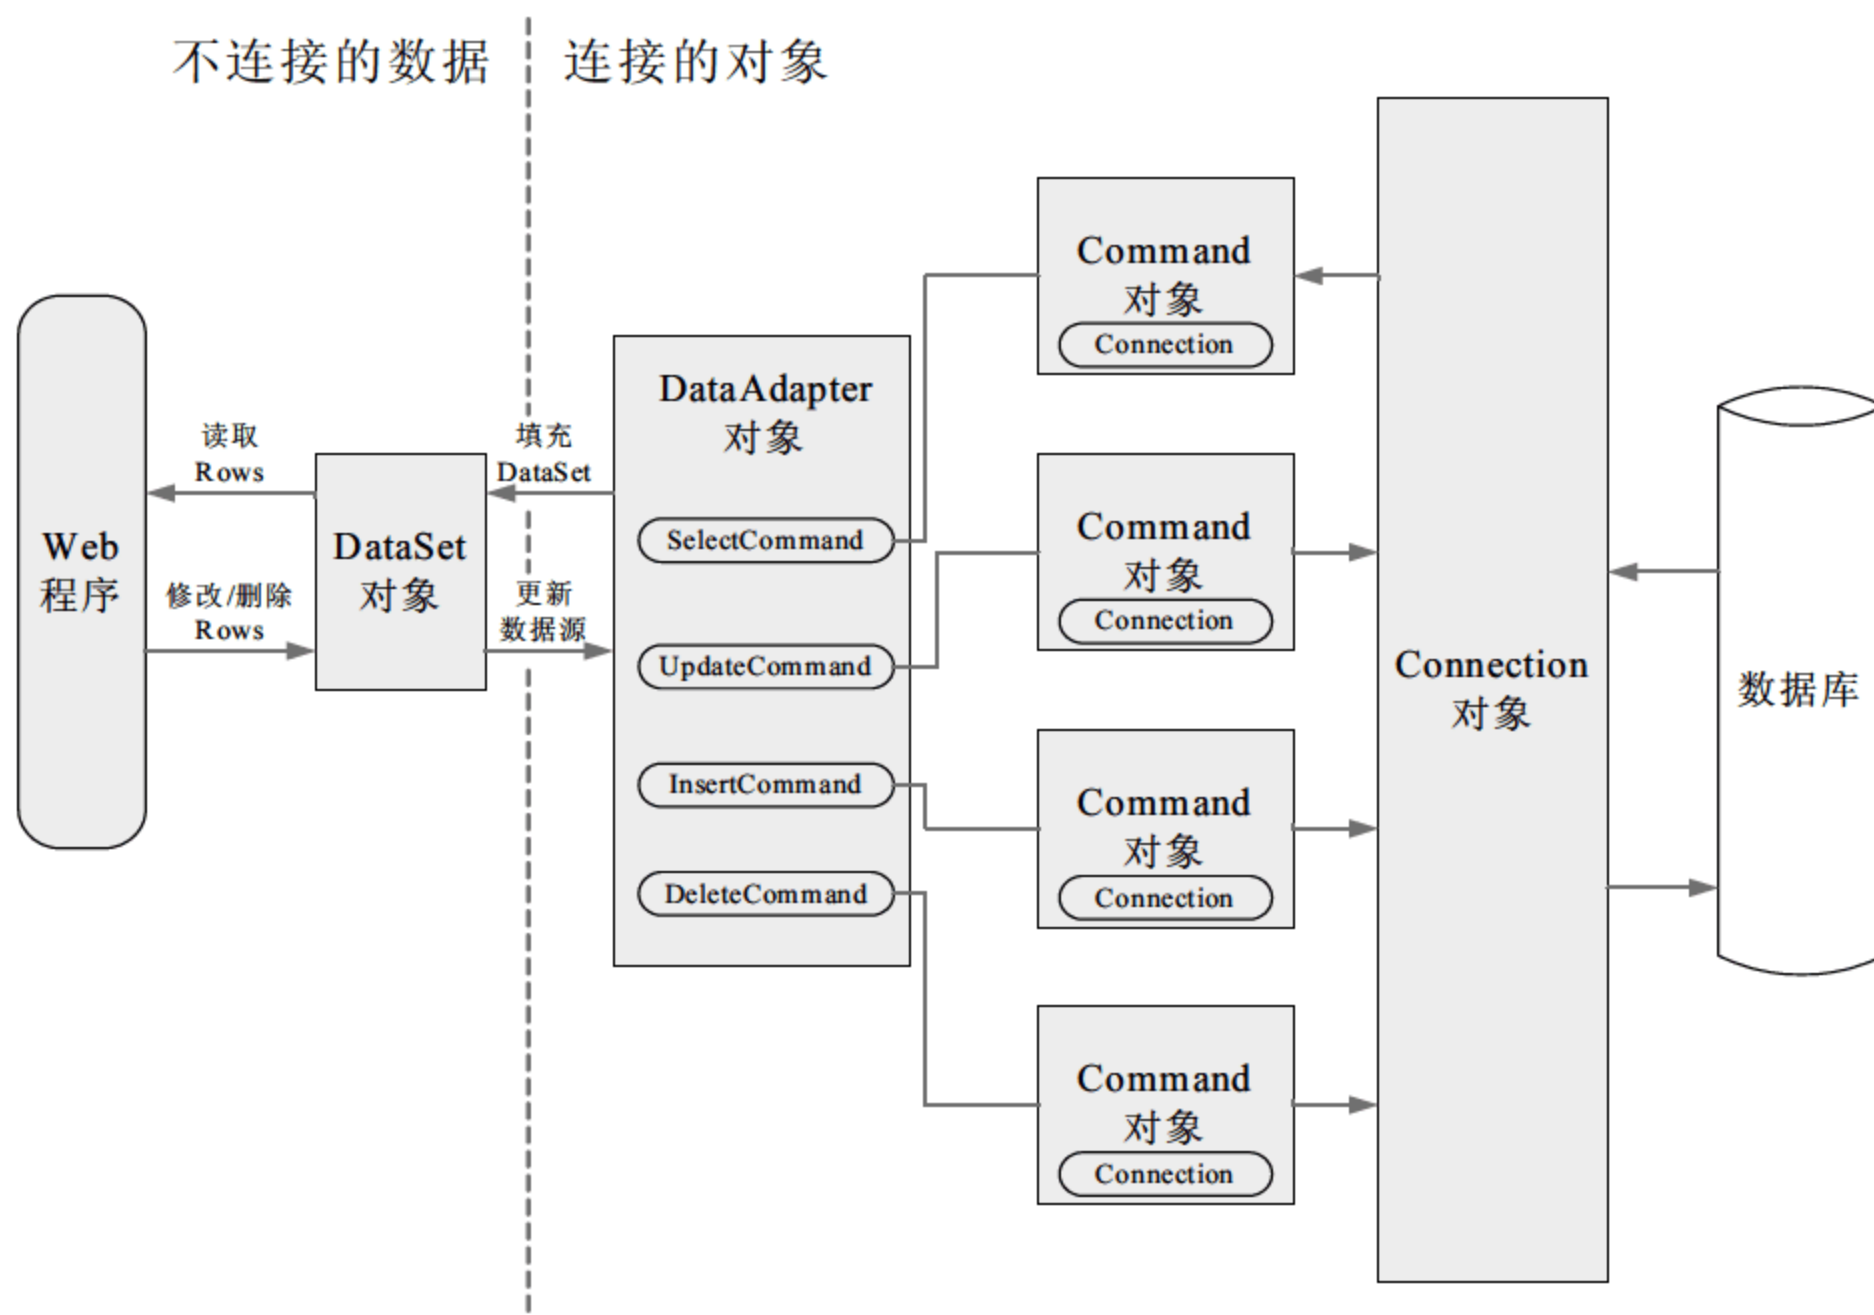 不连接的数据
连接的对象
Web
程序
读取
Rows
修改/删除
Rows
DataSet
对象
填充
DataSet
更新
数据源
DataAdapter
对象
SelectCommand
UpdateCommand
InsertCommand
DeleteCommand
Command
对象
Connection
Command
对象
Connection
Command
对象
Connection
Command
对象
Connection
Connection
对象
数据库